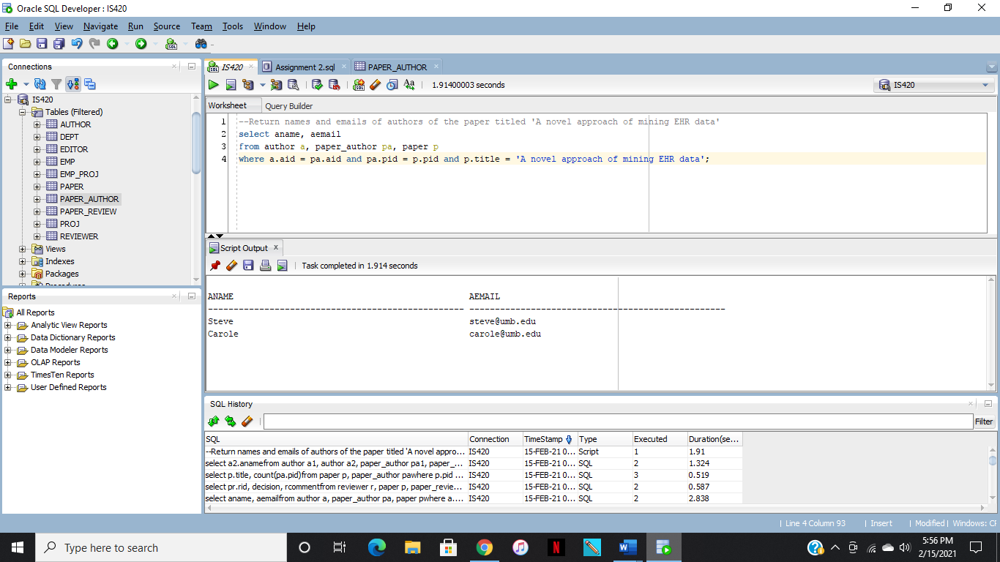 Oracle SQL Developer : IS420
File Edit View Navigate Run Source Team Tools Window Help
Connections
IS420
Tables (Filtered)
AUTHOR
DEPT
EDITOR
EMP
EMP_PROJ
PAPER
PAPER_AUTHOR
PAPER_REVIEW
PROJ
REVIEWER
Views
Indexes
Packages
Reports
All Reports
Analytic View Reports
Data Dictionary Reports
Data Modeler Reports
OLAP Reports
TimesTen Reports
User Defined Reports
IS420 Assignment 2.sql PAPER_AUTHOR
1.91400003 seconds IS420
Worksheet Query Builder
1 --Return names and emails of authors of the paper titled 'A novel approach of mining EHR data'
2 select aname, aemail
3 from author a, paper_author pa, paper p
4 where a.aid = pa.aid and pa.pid = p.pid and p.title = 'A novel approach of mining EHR data';
Script Output x
Task completed in 1.914 seconds
ANAME AEMAIL
-------------------------------------------------- --------------------------------------------------
Steve steve@umb.edu
Carole carole@umb.edu
SQL History
Filter
SQL Connection TimeStamp Type Executed Duration(se...
--Return names and emails of authors of the paper titled 'A novel appro... IS420 15-FEB-21 0... Script 1 1.91
select a2.anamefrom author a1, author a2, paper_author pa1, paper_... IS420 15-FEB-21 0... SQL 2 1.324
select p.title, count(pa.pid)from paper p, paper_author pawhere p.pid ... IS420 15-FEB-21 0... SQL 3 0.519
select pr.rid, decision, rcommentfrom reviewer r, paper p, paper_revie... IS420 15-FEB-21 0... SQL 2 0.587
select aname, aemailfrom author a, paper_author pa, paper pwhere a.... IS420 15-FEB-21 0... SQL 2 2.838
| Line 4 Column 93 | Insert | Modified | Windows: CF
Type here to search
5:56 PM
2/15/2021